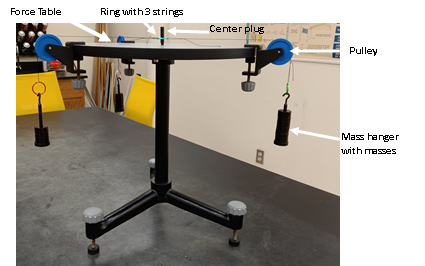 Force Table
Ring with 3 strings
Center plug
Pulley
Mass hanger
with masses